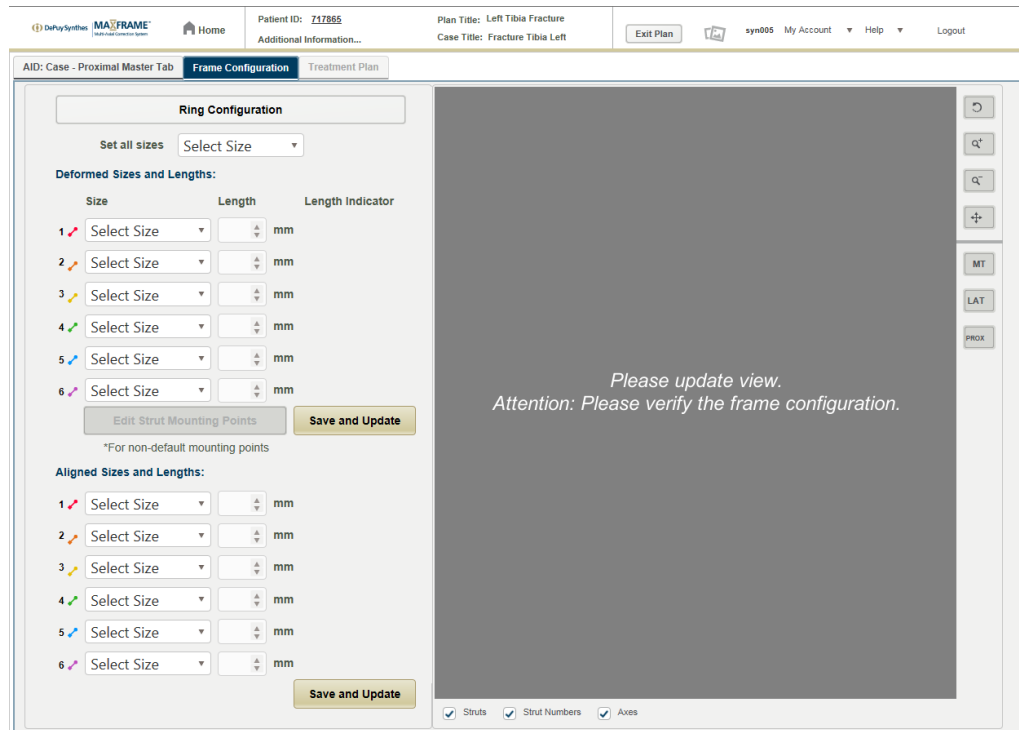 DePuySynthes MAXFRAME™ Home Patient ID: 717865 Plan Title: Left Tibia Fracture
Multi-Axial Correction System Additional Information... Case Title: Fracture Tibia Left Exit Plan syn005 My Account Help Logout
AID: Case - Proximal Master Tab Frame Configuration Treatment Plan
Ring Configuration
Set all sizes Select Size
Deformed Sizes and Lengths:
Size Length Length Indicator
1 Select Size mm
2 Select Size mm
3 Select Size mm
4 Select Size mm
5 Select Size mm
6 Select Size mm
Edit Strut Mounting Points Save and Update
*For non-default mounting points
Aligned Sizes and Lengths:
1 Select Size mm
2 Select Size mm
3 Select Size mm
4 Select Size mm
5 Select Size mm
6 Select Size mm
Save and Update
Please update view.
Attention: Please verify the frame configuration.
MT
LAT
PROX
Struts Strut Numbers Axes